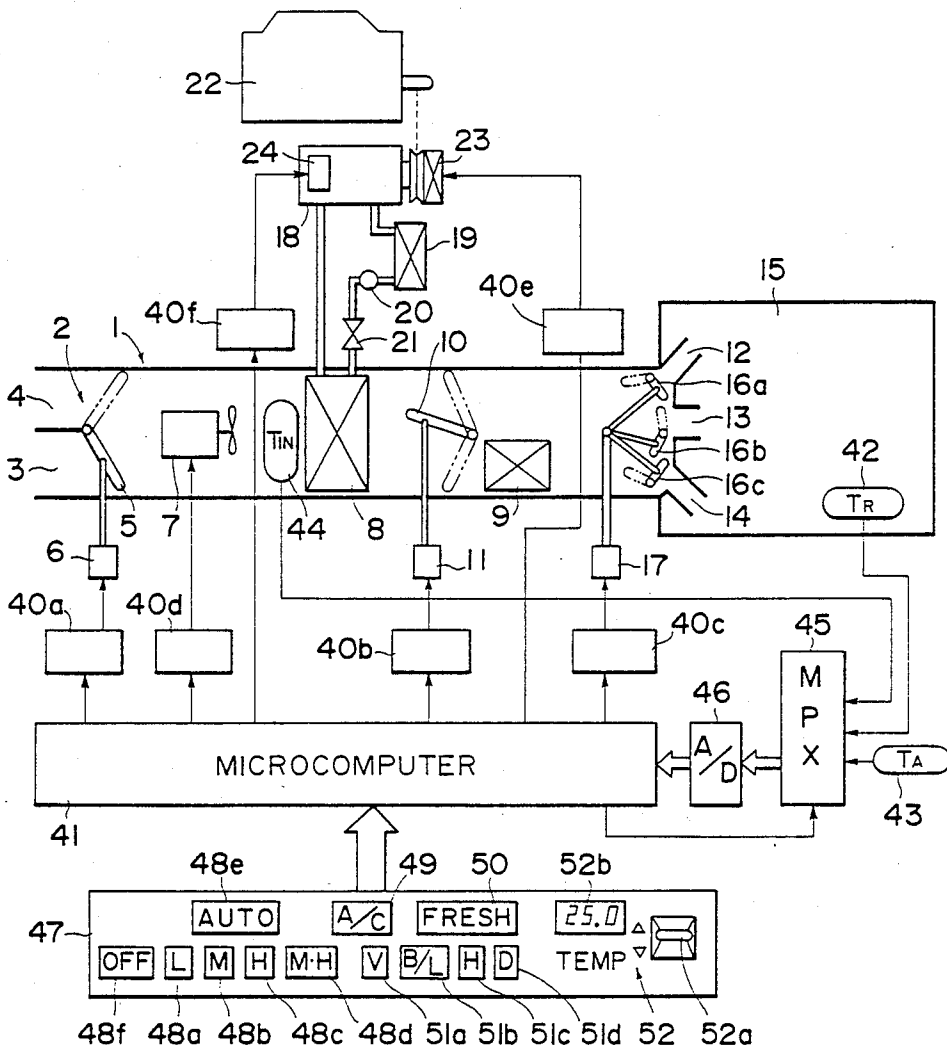 22
24
23
18
19
20
21
40f
40e
15
2
1
10
12
16a
4
13
TIN
16b
42
3
16c
TR
7
5
44
8
9
14
6
11
17
40a
40d
40b
40c
45
46
M
P
X
A/D
MICROCOMPUTER
TA
43
41
48e
49
50
52b
AUTO
A/C
FRESH
25.0
47
OFF L M H M·H V B/L H D TEMP
48f 48a 48b 48c 48d 51a 51b 51c 51d 52 52a